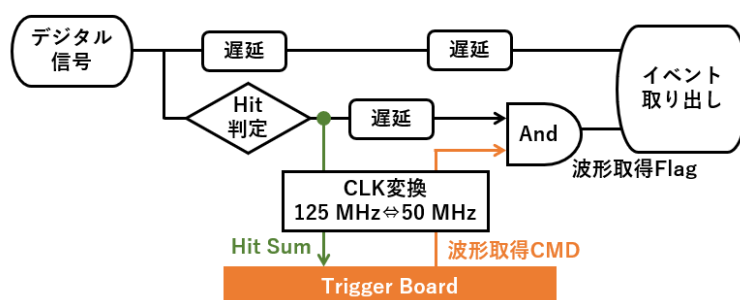 デジタル
信号
遅延
遅延
イベント
取り出し
Hit
判定
遅延
And
波形取得Flag
CLK変換
125 MHz⇔50 MHz
Hit Sum
波形取得CMD
Trigger Board